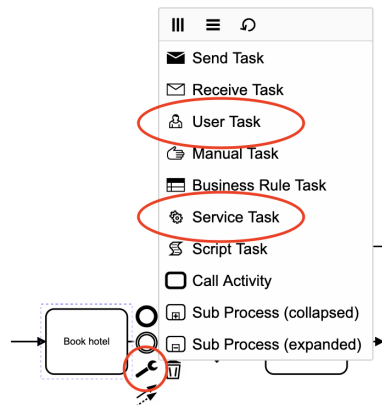 Send Task
Receive Task
User Task
Manual Task
Business Rule Task
Service Task
Script Task
Call Activity
Sub Process (collapsed)
Sub Process (expanded)
Book hotel